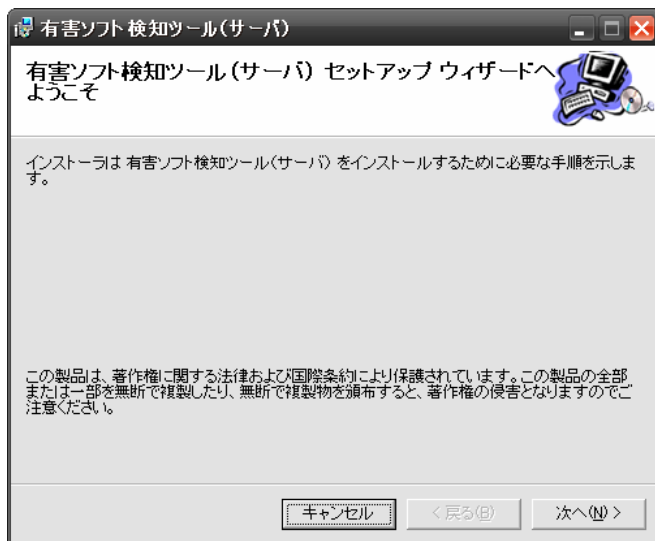 有害ソフト検知ツール(サーバ)
有害ソフト検知ツール(サーバ) セットアップ ウィザードへ
ようこそ
インストーラは 有害ソフト検知ツール(サーバ) をインストールするために必要な手順を示しま
す。
この製品は、著作権に関する法律および国際条約により保護されています。この製品の全部
または一部を無断で複製したり、無断で複製物を頒布すると、著作権の侵害となりますのでご
注意ください。
キャンセル
< 戻る(B)
次へ(N) >